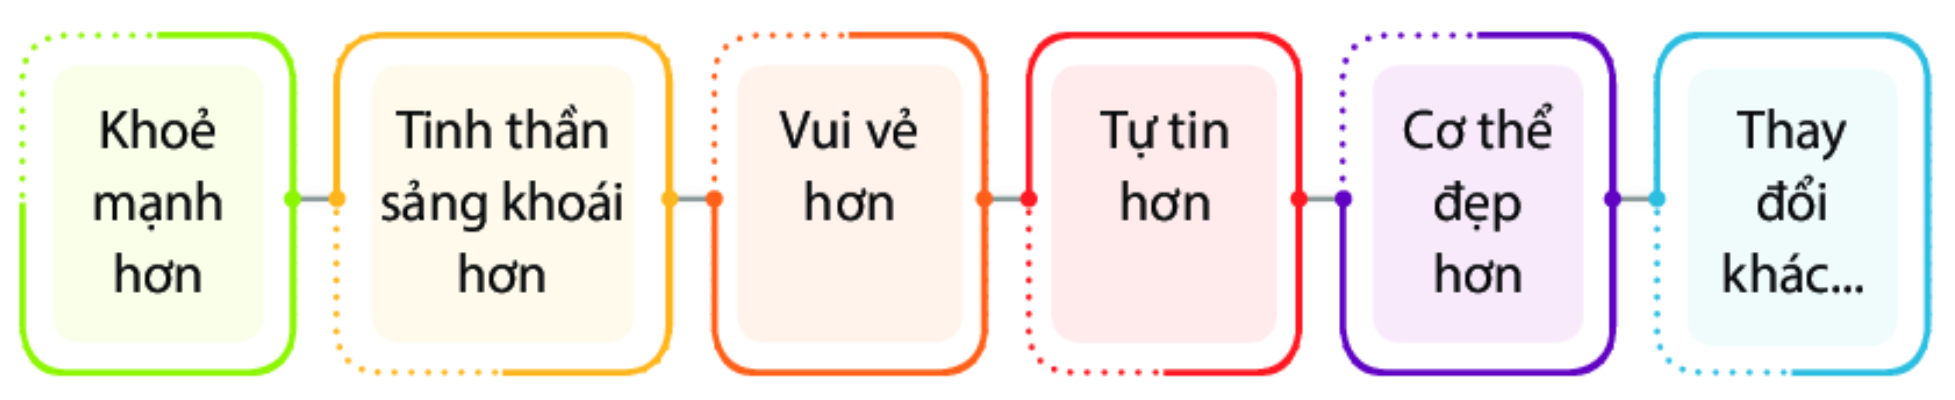 Khoẻ
mạnh
hơn
Tinh thần
sảng khoái
hơn
Vui vẻ
hơn
Tự tin
hơn
Cơ thể
đẹp
hơn
Thay
đổi
khác...